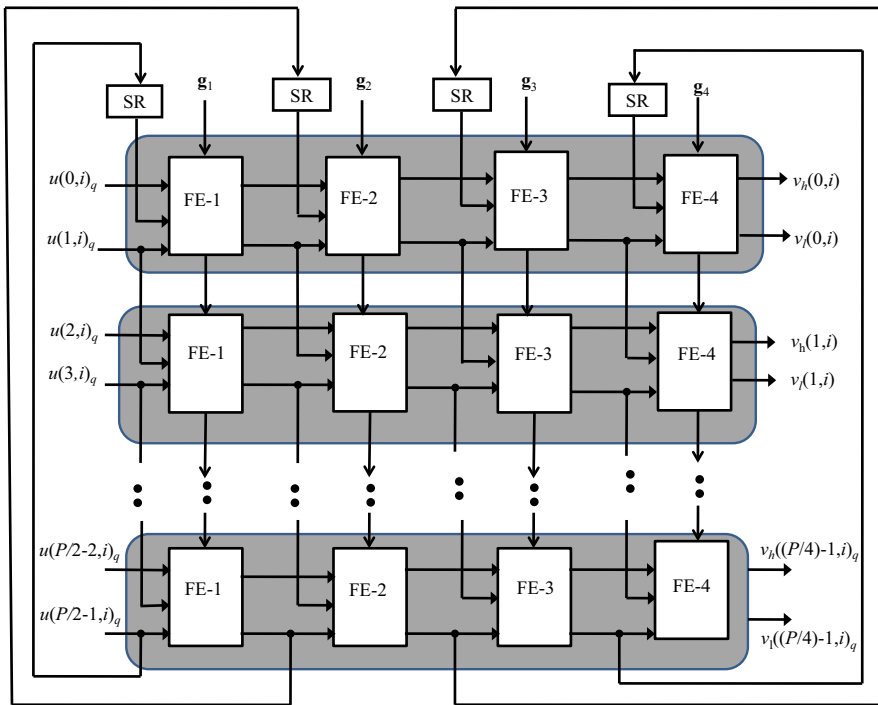 g₁ g₂ g₃ g₄
SR SR SR SR
u(0,i)q FE-1 FE-2 FE-3 FE-4 vₕ(0,i)
u(1,i)q vₗ(0,i)
u(2,i)q FE-1 FE-2 FE-3 FE-4 vₕ(1,i)
u(3,i)q vₗ(1,i)
u(P/2-2,i)q FE-1 FE-2 FE-3 FE-4 vₕ((P/4)-1,i)q
u(P/2-1,i)q vₗ((P/4)-1,i)q